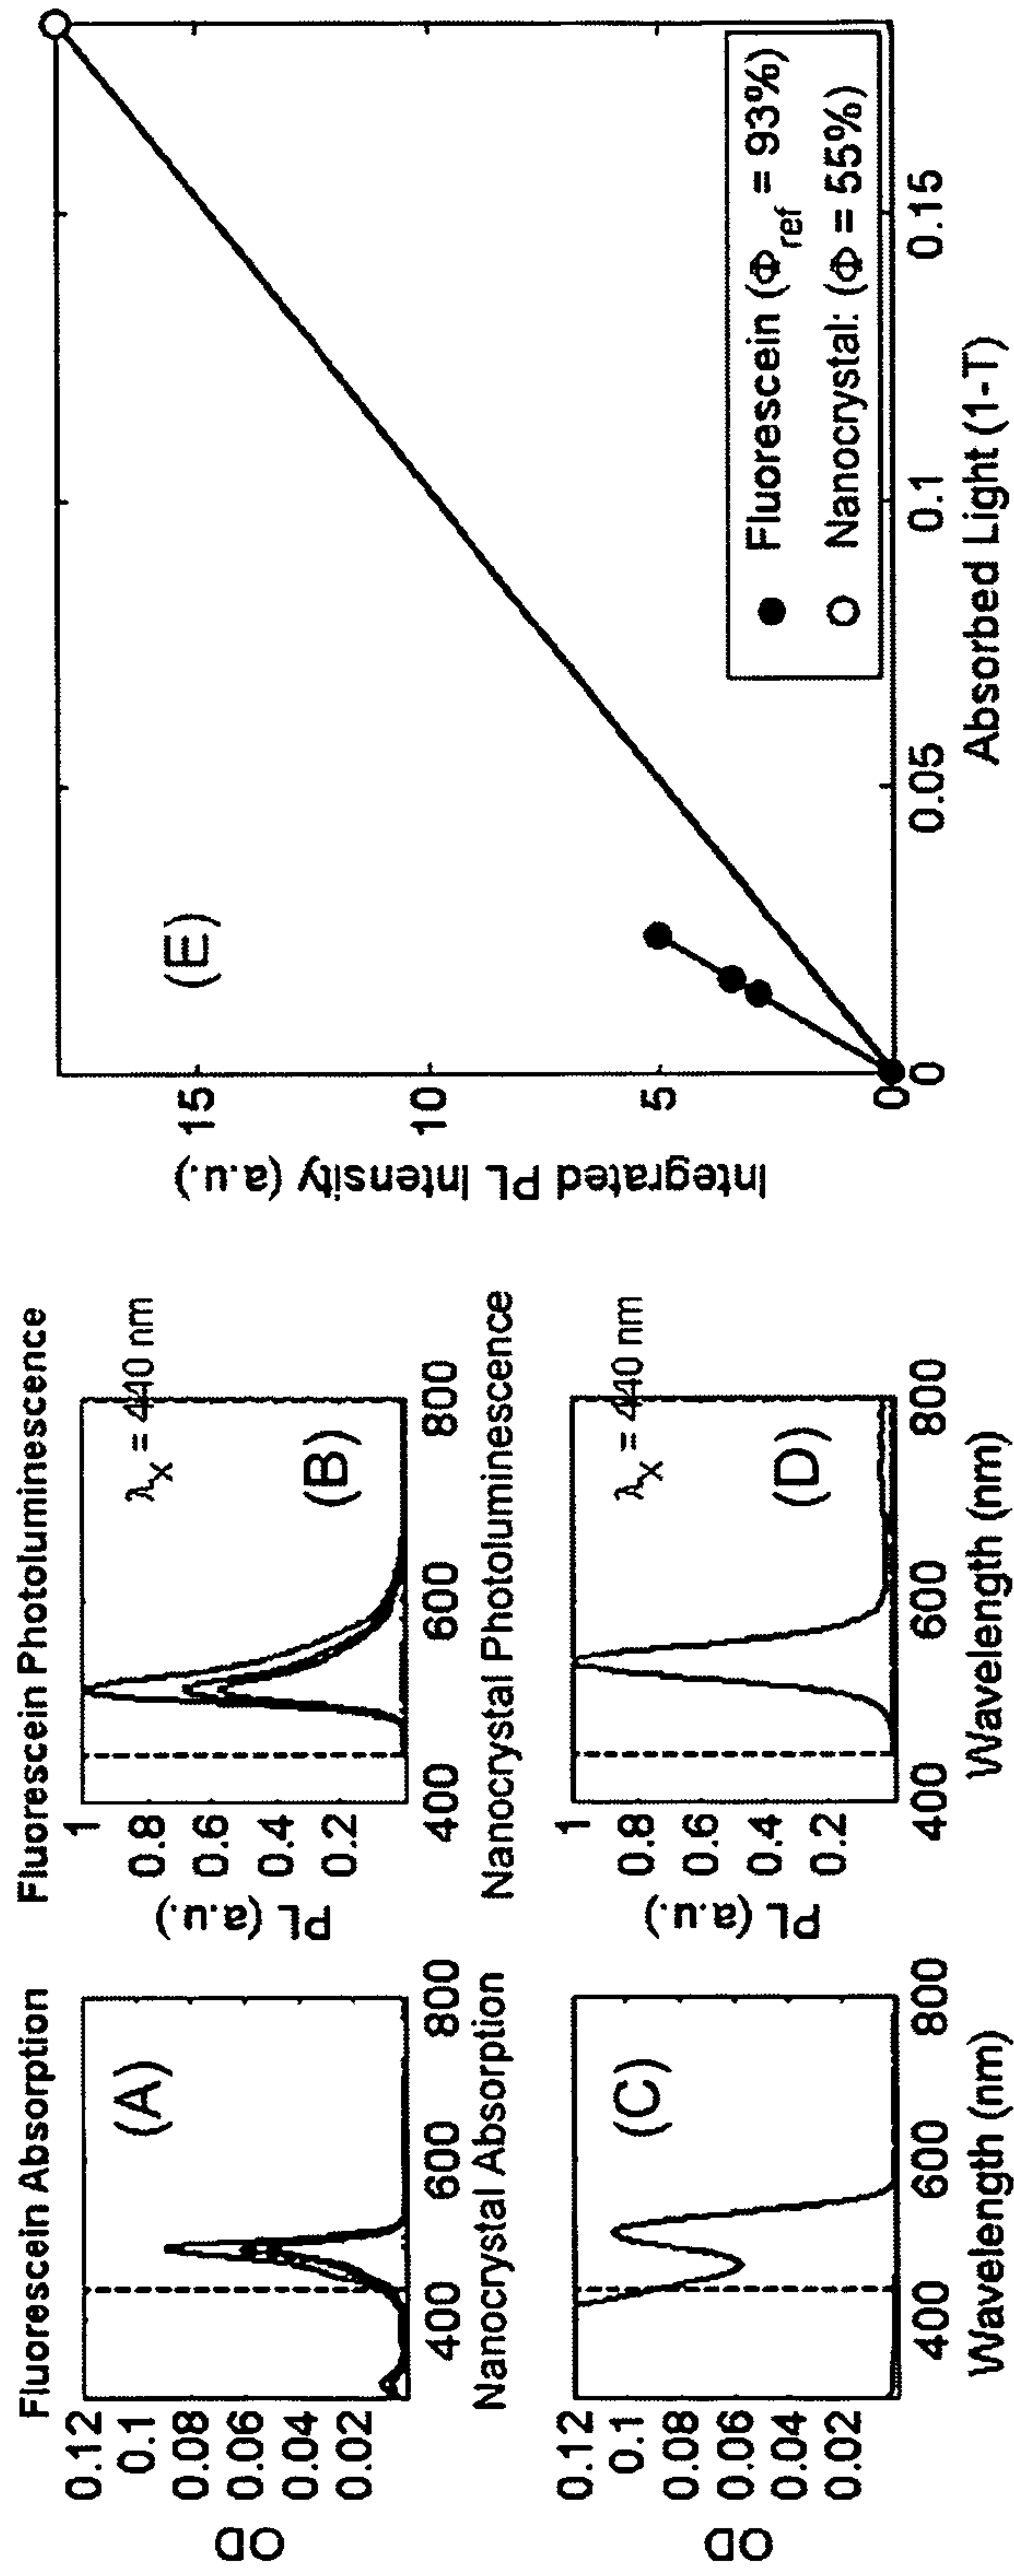 Fluorescein Absorption
OD
0.12
0.1
0.08
0.06
0.04
0.02
400 600 800
(A)
Fluorescein Photoluminescence
PL (a.u.)
1
0.8
0.6
0.4
0.2
400 600 800
λx = 440 nm
(B)
Nanocrystal Absorption
OD
0.12
0.1
0.08
0.06
0.04
0.02
400 600 800
Wavelength (nm)
(C)
Nanocrystal Photoluminescence
PL (a.u.)
1
0.8
0.6
0.4
0.2
400 600 800
Wavelength (nm)
λx = 440 nm
(D)
Integrated PL Intensity (a.u.)
15
10
5
0
0 0.05 0.1 0.15
Absorbed Light (1-T)
(E)
Fluorescein (Φref = 93%)
Nanocrystal: (Φ = 55%)